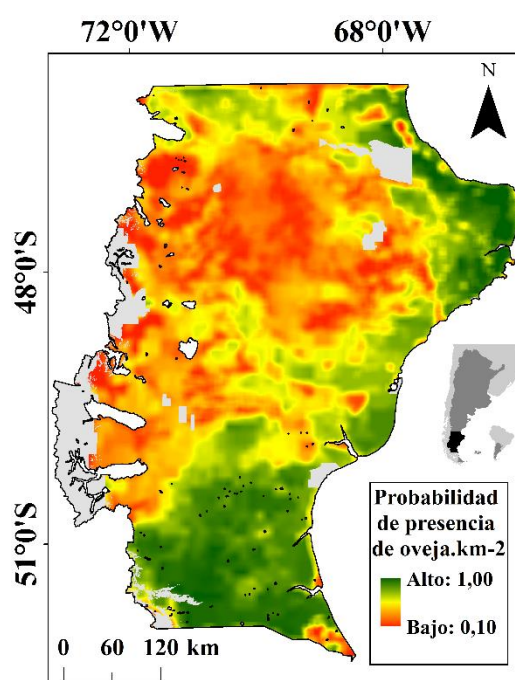 72°0'W 68°0'W
N
48°0'S
51°0'S
Probabilidad
de presencia
de oveja.km-2
Alto: 1,00
Bajo: 0,10
0 60 120 km